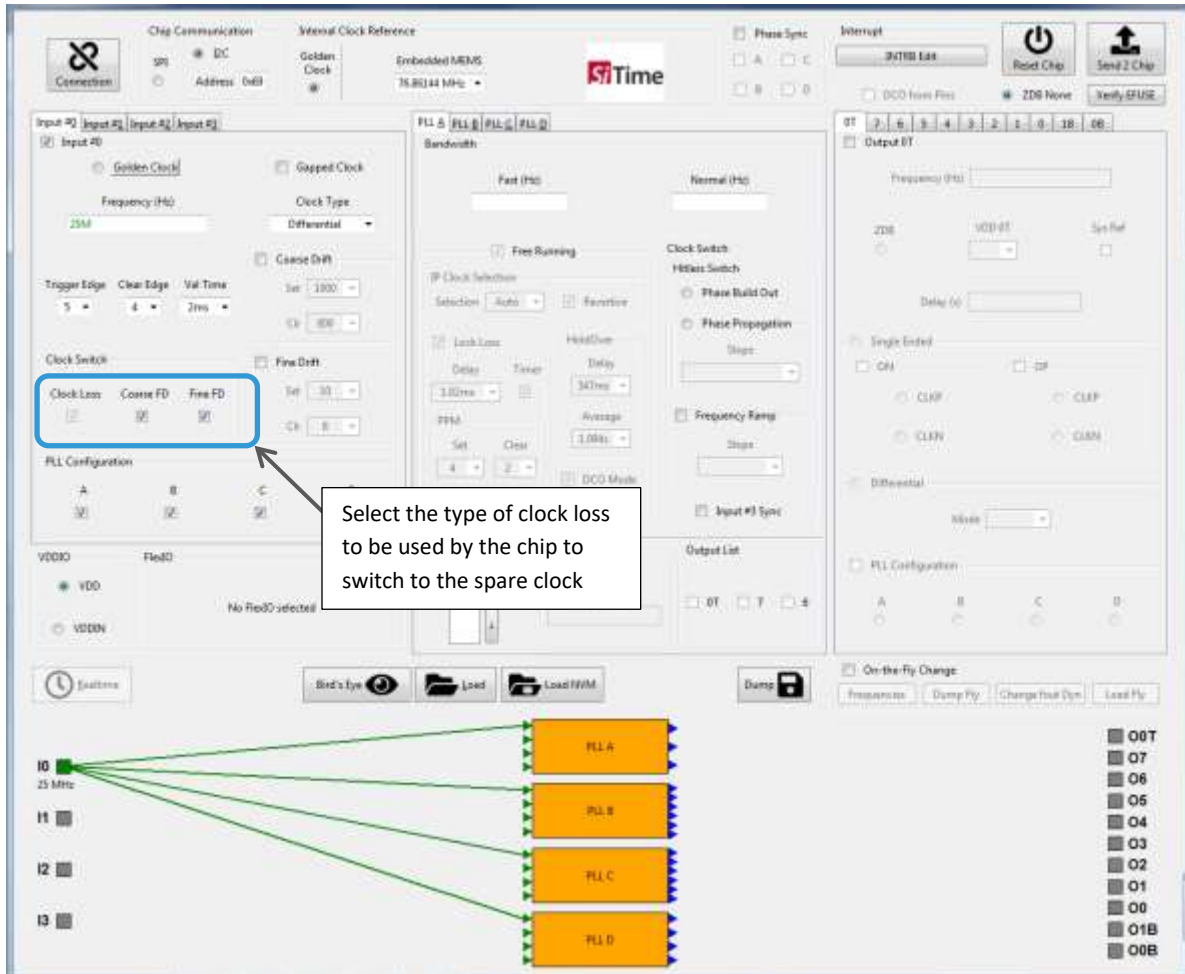 Chip Communication
Internal Clock Reference
Phase Sync
Interrupt
Connection
SPI
I2C
Address 0x69
Golden Clock
Embedded MEMS
76.86144 MHz
SiTime
A
C
B
D
INTRB Edit
DCO from Pins
ZDB None
Reset Chip
Send 2 Chip
Verify EFUSE
Input #0 Input #1 Input #2 Input #3
Input #0
Golden Clock
Gapped Clock
Frequency (Hz)
Clock Type
25M
Differential
Coarse Drift
Trigger Edge Clear Edge Val Time
Set 1000
5 4 2ms
Clr 800
Clock Switch
Fine Drift
Clock Loss Coarse FD Fine FD
Set 10
Clr 8
PLL Configuration
A B C
PLL A PLL B PLL C PLL D
Bandwidth
Fast (Hz)
Normal (Hz)
Free Running
IP Clock Selection
Selection Auto
Revertive
Lock Loss
HoldOver
Delay Timer
Delay
347ms
PPM
Average
Set Clear
4 2
DCO Mode
Clock Switch
Hitless Switch
Phase Build Out
Phase Propagation
Slope
Frequency Ramp
Slope
Input #3 Sync
Select the type of clock loss
to be used by the chip to
switch to the spare clock
0T 7 6 5 4 3 2 1 0 1B 0B
Output 0T
Frequency (Hz)
ZDB
VDD 0T
Sys Ref
Delay (s)
Single Ended
ON
OP
CLKP
CLKP
CLKN
CLKN
Differential
Mode
PLL Configuration
A B C D
VDDIO
FlexIO
VDD
VDDIN
No FlexIO selected
Output List
0T 7 6
Realtime
Bird's Eye
Load
Load NVM
Dump
On-the-Fly Change
Frequencies
Dump Fly
Change Fout Dyn
Load Fly
I0
25 MHz
I1
I2
I3
PLL A
PLL B
PLL C
PLL D
O0T
O7
O6
O5
O4
O3
O2
O1
O0
O1B
O0B